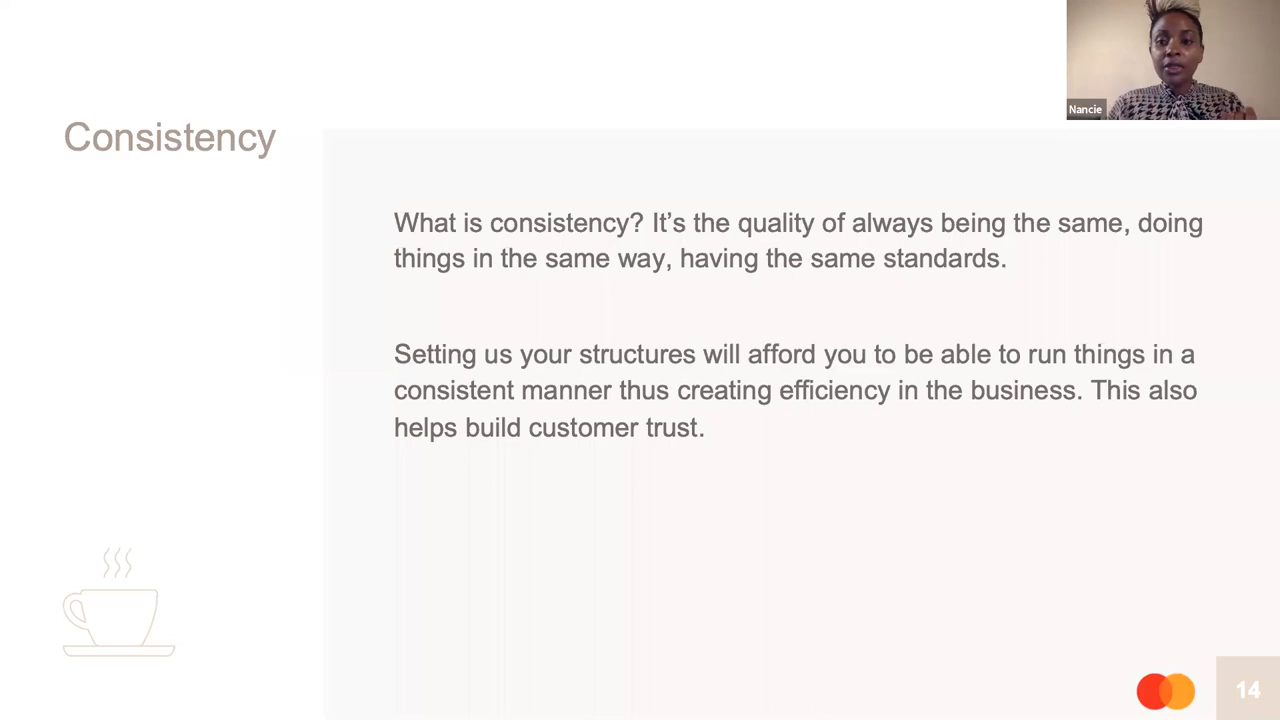 Nancie
Consistency
What is consistency? It’s the quality of always being the same, doing
things in the same way, having the same standards.
Setting us your structures will afford you to be able to run things in a
consistent manner thus creating efficiency in the business. This also
helps build customer trust.
14